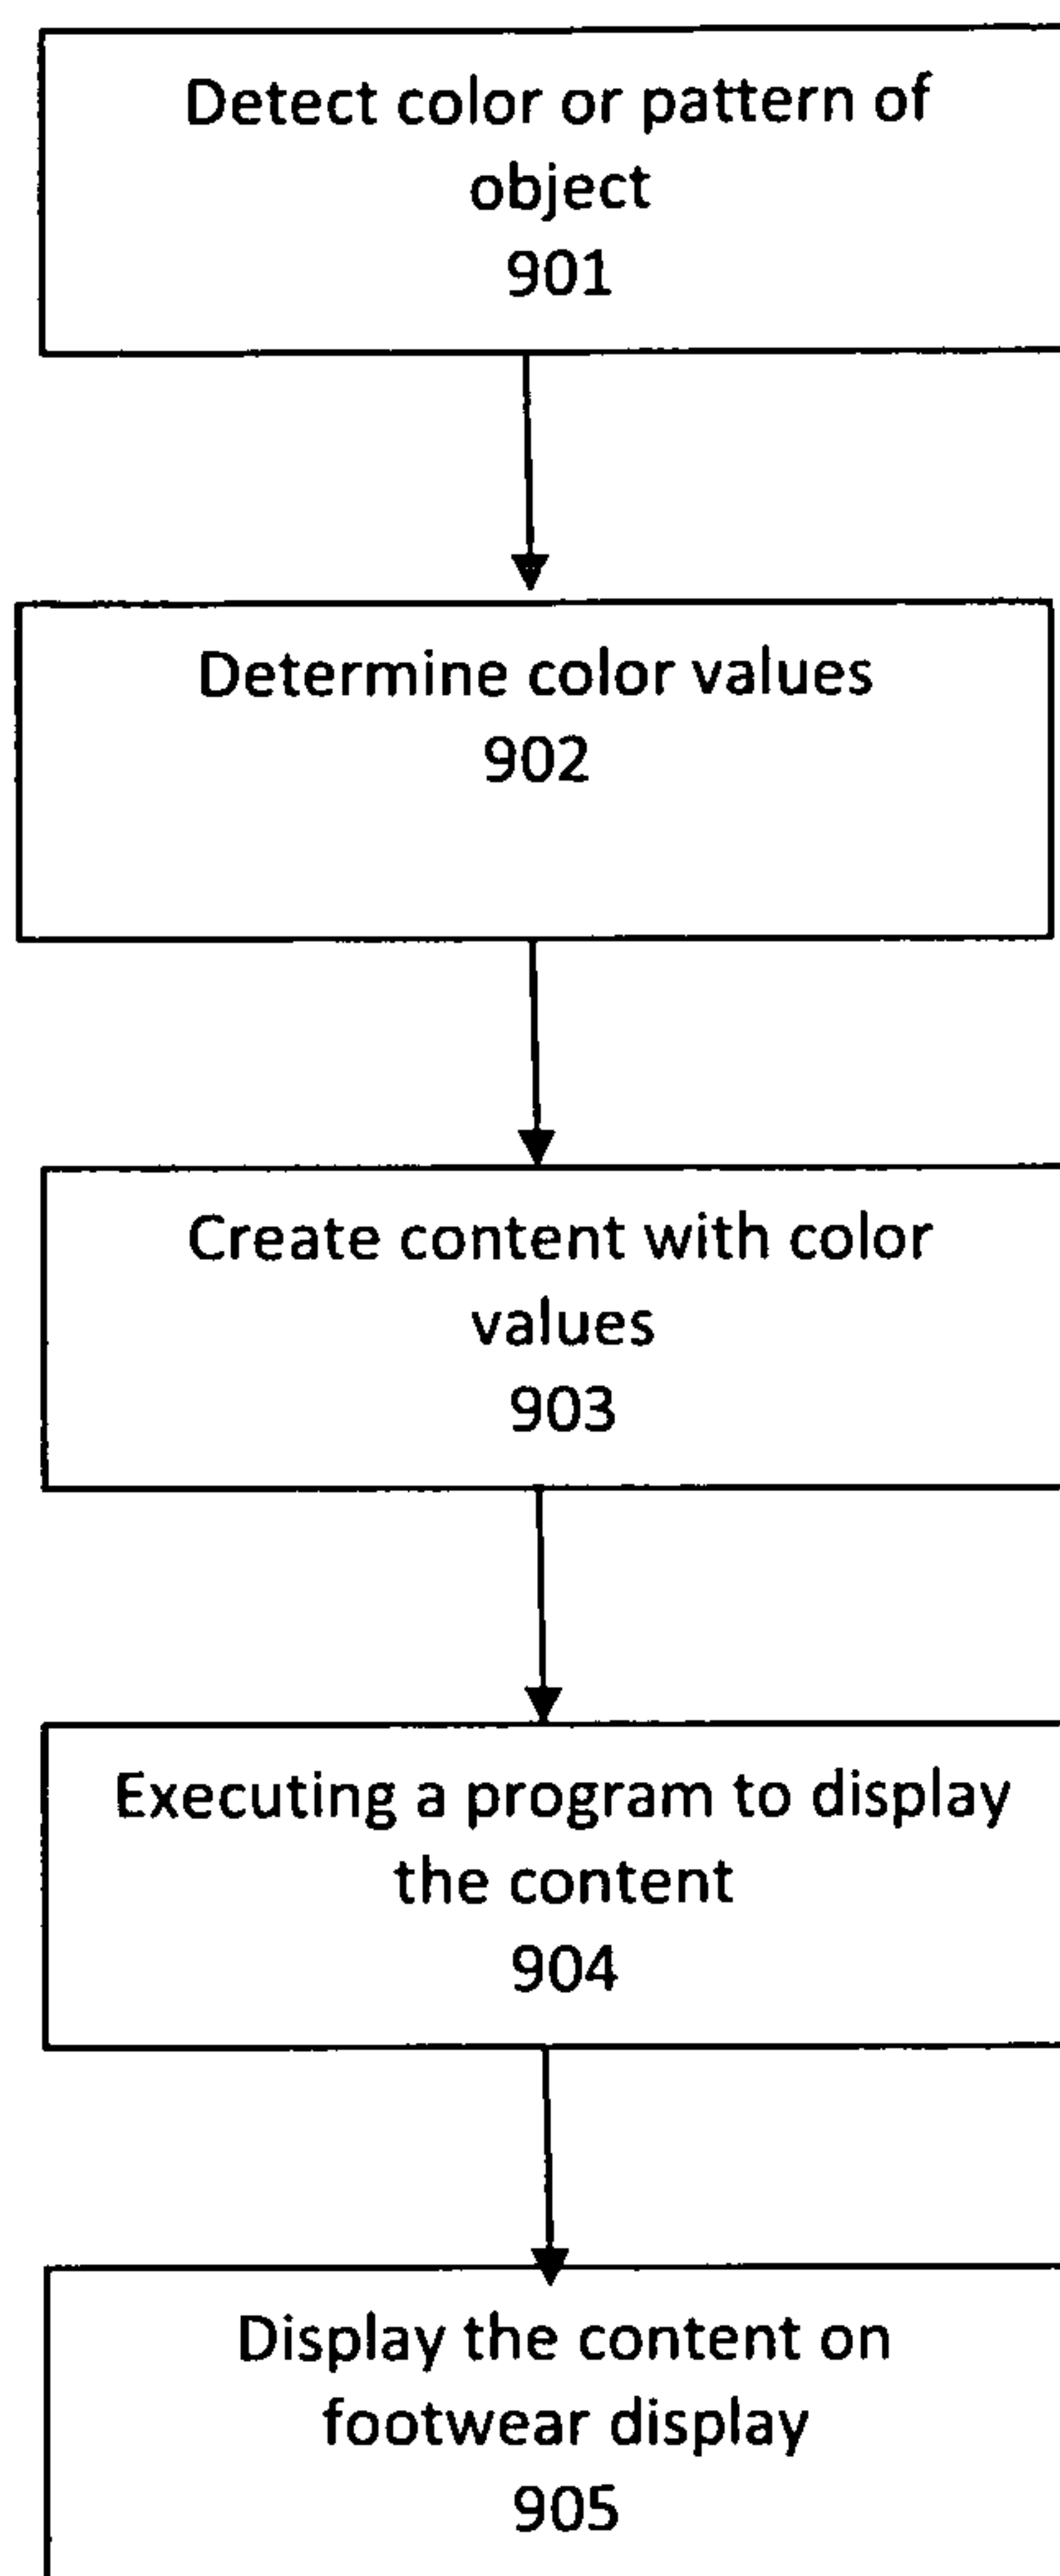 Detect color or pattern of
object
901
Determine color values
902
Create content with color
values
903
Executing a program to display
the content
904
Display the content on
footwear display
905